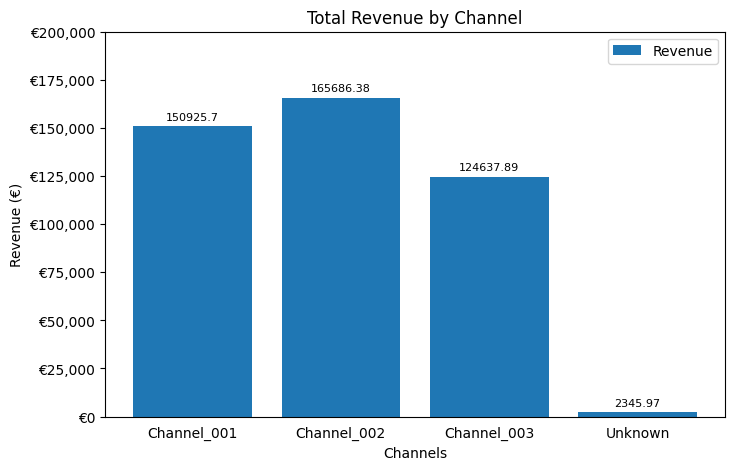 Total Revenue by Channel
Revenue
Revenue (€)
€200,000
€175,000
€150,000
€125,000
€100,000
€75,000
€50,000
€25,000
€0
150925.7
165686.38
124637.89
2345.97
Channel_001
Channel_002
Channel_003
Unknown
Channels